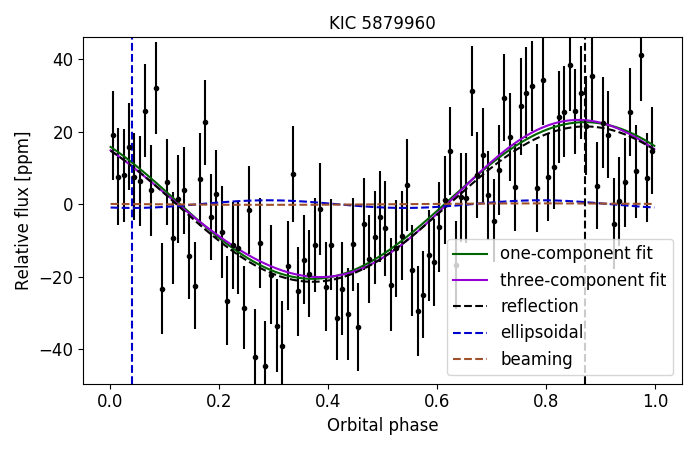 KIC 5879960
Relative flux [ppm]
40
20
0
−20
−40
one-component fit
three-component fit
reflection
ellipsoidal
beaming
0.0 0.2 0.4 0.6 0.8 1.0
Orbital phase